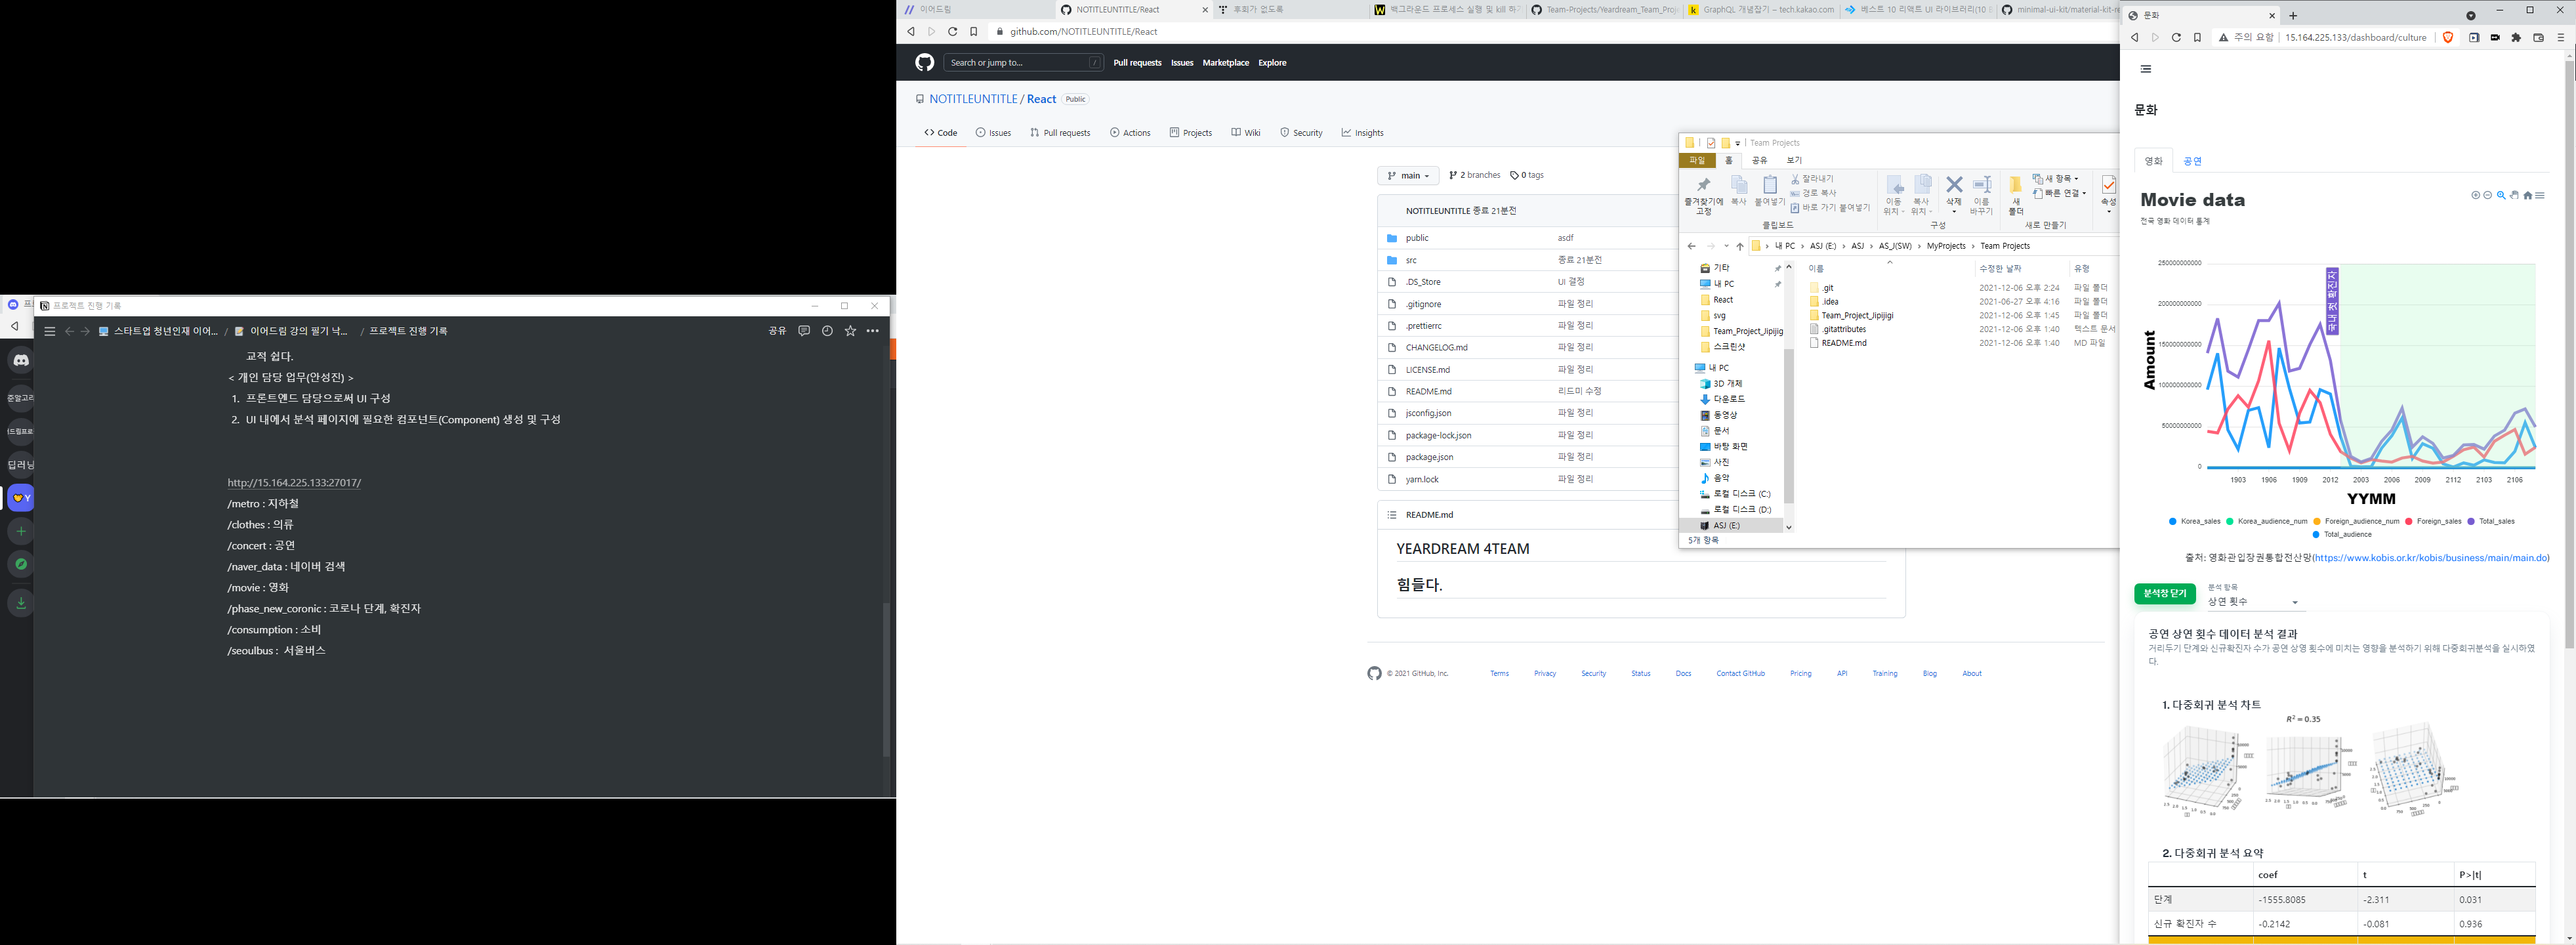 프로젝트 진행 기록
스타트업 청년인재 이어... / 이어드림 강의 필기 낙... / 프로젝트 진행 기록
공유
교적 쉽다.
< 개인 담당 업무(안성진) >
1. 프론트엔드 담당으로써 UI 구성
2. UI 내에서 분석 페이지에 필요한 컴포넌트(Component) 생성 및 구성
http://15.164.225.133:27017/
/metro : 지하철
/clothes : 의류
/concert : 공연
/naver_data : 네이버 검색
/movie : 영화
/phase_new_coronic : 코로나 단계, 확진자
/consumption : 소비
/seoulbus : 서울버스
이어드림
NOTITLEUNTITLE/React
후회가 없도록
백그라운드 프로세스 실행 및 kill 하기
Team-Projects/Yeardream_Team_Proj
GraphQL 개념잡기 – tech.kakao.com
베스트 10 리액트 UI 라이브러리(10
minimal-ui-kit/material-kit-re
github.com/NOTITLEUNTITLE/React
Search or jump to... /
Pull requests Issues Marketplace Explore
NOTITLEUNTITLE / React Public
Code Issues Pull requests Actions Projects Wiki Security Insights
main 2 branches 0 tags
NOTITLEUNTITLE 종료 21분전
public asdf
src 종료 21분전
.DS_Store UI 결정
.gitignore 파일 정리
.prettierrc 파일 정리
CHANGELOG.md 파일 정리
LICENSE.md 파일 정리
README.md 리드미 수정
jsconfig.json 파일 정리
package-lock.json 파일 정리
package.json 파일 정리
yarn.lock 파일 정리
README.md
YEARDREAM 4TEAM
힘들다.
© 2021 GitHub, Inc. Terms Privacy Security Status Docs Contact GitHub Pricing API Training Blog About
Team Projects
파일 홈 공유 보기
즐겨찾기에 고정 복사 붙여넣기 잘라내기 경로 복사 바로 가기 붙여넣기
이동 위치 복사 위치 삭제 이름 바꾸기 새 폴더 새 항목 빠른 연결 속성
클립보드 구성 새로 만들기
내 PC > ASJ (E:) > ASJ > AS_J(SW) > MyProjects > Team Projects
기타
내 PC
React
svg
Team_Project_Jipijig
스크린샷
내 PC
3D 개체
다운로드
동영상
문서
바탕 화면
사진
음악
로컬 디스크 (C:)
로컬 디스크 (D:)
ASJ (E:)
5개 항목
이름 수정한 날짜 유형
.git 2021-12-06 오후 2:24 파일 폴더
.idea 2021-06-27 오후 4:16 파일 폴더
Team_Project_Jipijigi 2021-12-06 오후 1:45 파일 폴더
.gitattributes 2021-12-06 오후 1:40 텍스트 문서
README.md 2021-12-06 오후 1:40 MD 파일
문화
주의 요함 15.164.225.133/dashboard/culture
문화
영화 공연
Movie data
전국 영화 데이터 통계
Amount
250000000000
200000000000
150000000000
100000000000
50000000000
0
국내 첫 확진자
1903 1906 1909 2012 2003 2006 2009 2112 2103 2106
YYMM
Korea_sales Korea_audience_num Foreign_audience_num Foreign_sales Total_sales
Total_audience
출처: 영화관입장권통합전산망(https://www.kobis.or.kr/kobis/business/main/main.do)
분석창 닫기
분석 항목
상연 횟수
공연 상연 횟수 데이터 분석 결과
거리두기 단계와 신규확진자 수가 공연 상영 횟수에 미치는 영향을 분석하기 위해 다중회귀분석을 실시하였
다.
1. 다중회귀 분석 차트
R² = 0.35
2. 다중회귀 분석 요약
coef t P>|t|
단계 -1555.8085 -2.311 0.031
신규 확진자 수 -0.2142 -0.081 0.936